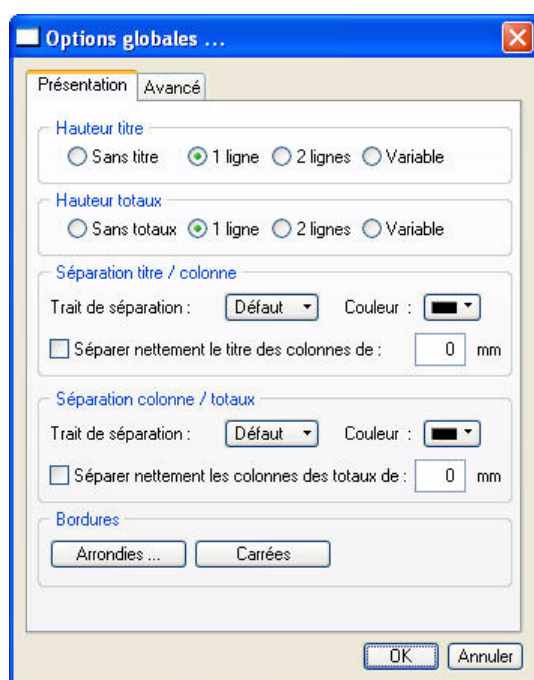 Options globales ...
Présentation Avancé
Hauteur titre
Sans titre 1 ligne 2 lignes Variable
Hauteur totaux
Sans totaux 1 ligne 2 lignes Variable
Séparation titre / colonne
Trait de séparation : Défaut Couleur :
Séparer nettement le titre des colonnes de : 0 mm
Séparation colonne / totaux
Trait de séparation : Défaut Couleur :
Séparer nettement les colonnes des totaux de : 0 mm
Bordures
Arrondies ... Carrées
OK Annuler